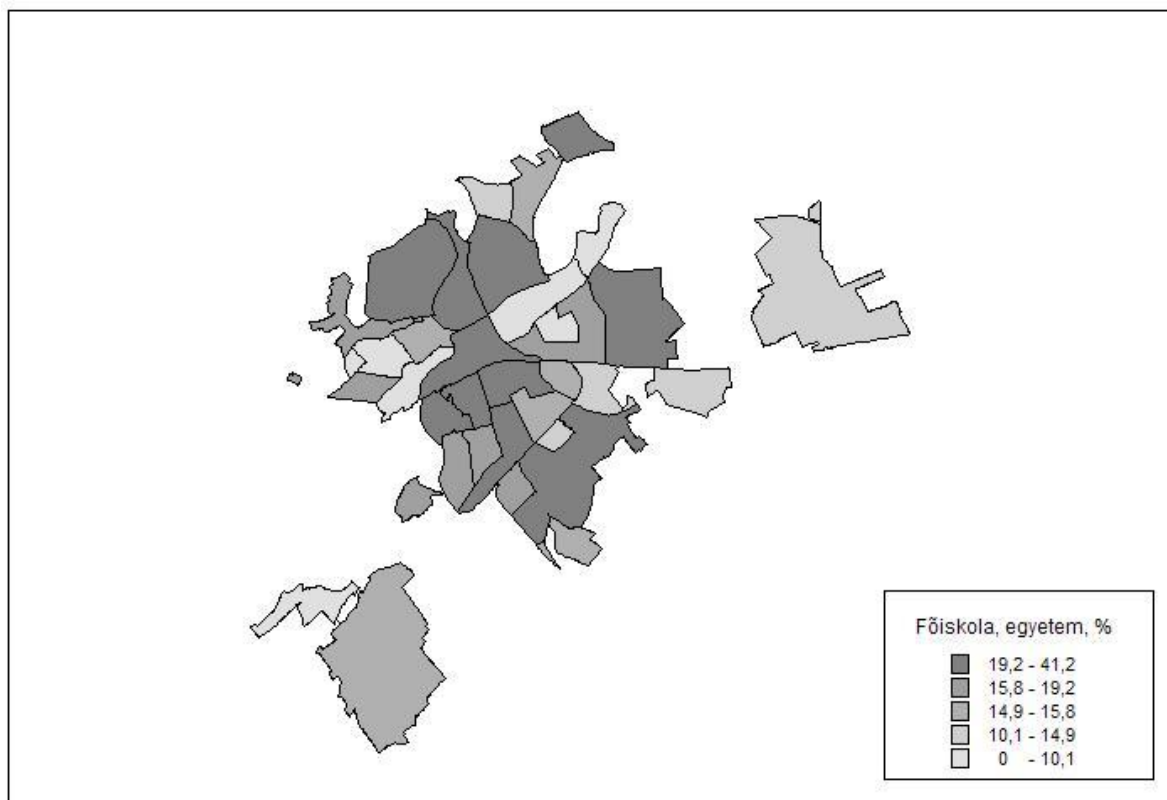 Fõiskola, egyetem, %
19,2 - 41,2
15,8 - 19,2
14,9 - 15,8
10,1 - 14,9
0 - 10,1